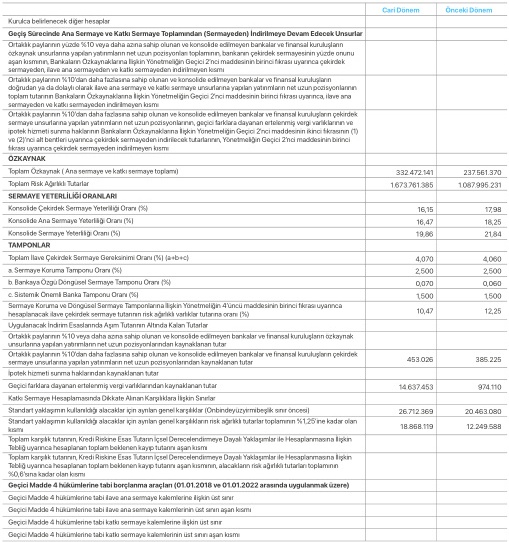 Cari Dönem Önceki Dönem
Kurulca belirlenecek diğer hesaplar
Geçiş Sürecinde Ana Sermaye ve Katkı Sermaye Toplamından (Sermayeden) İndirilmeye Devam Edecek Unsurlar
Ortaklık paylarının yüzde %10 veya daha azına sahip olunan ve konsolide edilmeyen bankalar ve finansal kuruluşların
özkaynak unsurlarına yapılan yatırımların net uzun pozisyonları toplamının, bankanın çekirdek sermayesinin yüzde onunu
aşan kısmının, Bankaların Özkaynaklarına İlişkin Yönetmeliğin Geçici 2'nci maddesinin birinci fıkrası uyarınca çekirdek
sermayeden, ilave ana sermayeden ve katkı sermayeden indirilmeyen kısmı
Ortaklık paylarının %10'dan daha fazlasına sahip olunan ve konsolide edilmeyen bankalar ve finansal kuruluşların
doğrudan ya da dolaylı olarak ilave ana sermaye ve katkı sermaye unsurlarına yapılan yatırımların net uzun pozisyonlarının
toplam tutarının Bankaların Özkaynaklarına İlişkin Yönetmeliğin Geçici 2'nci maddesinin birinci fıkrası uyarınca, ilave ana
sermayeden ve katkı sermayeden indirilmeyen kısmı
Ortaklık paylarının %10'dan daha fazlasına sahip olunan ve konsolide edilmeyen bankalar ve finansal kuruluşların çekirdek
sermaye unsurlarına yapılan yatırımların net uzun pozisyonlarının, geçici farklara dayanan ertelenmiş vergi varlıklarının ve
ipotek hizmeti sunma haklarının Bankaların Özkaynaklarına İlişkin Yönetmeliğin Geçici 2'nci maddesinin ikinci fıkrasının (1)
ve (2)'nci alt bentleri uyarınca çekirdek sermayeden indirilecek tutarlarının, Yönetmeliğin Geçici 2'nci maddesinin birinci
fıkrası uyarınca çekirdek sermayeden indirilmeyen kısmı
ÖZKAYNAK
Toplam Özkaynak ( Ana sermaye ve katkı sermaye toplamı) 332.472.141 237.561.370
Toplam Risk Ağırlıklı Tutarlar 1.673.761.385 1.087.995.231
SERMAYE YETERLİLİĞİ ORANLARI
Konsolide Çekirdek Sermaye Yeterliliği Oranı (%) 16,15 17,98
Konsolide Ana Sermaye Yeterliliği Oranı (%) 16,47 18,25
Konsolide Sermaye Yeterliliği Oranı (%) 19,86 21,84
TAMPONLAR
Toplam İlave Çekirdek Sermaye Gereksinimi Oranı (%) (a+b+c) 4,070 4,060
a. Sermaye Koruma Tamponu Oranı (%) 2,500 2,500
b. Bankaya Özgü Döngüsel Sermaye Tamponu Oranı (%) 0,070 0,060
c. Sistemik Önemli Banka Tamponu Oranı (%) 1,500 1,500
Sermaye Koruma ve Döngüsel Sermaye Tamponlarına İlişkin Yönetmeliğin 4'üncü maddesinin birinci fıkrası uyarınca
hesaplanacak ilave çekirdek sermaye tutarının risk ağırlıklı varlıklar tutarına oranı (%) 10,47 12,25
Uygulanacak İndirim Esaslarında Aşım Tutarının Altında Kalan Tutarlar
Ortaklık paylarının %10 veya daha azına sahip olunan ve konsolide edilmeyen bankalar ve finansal kuruluşların özkaynak
unsurlarına yapılan yatırımların net uzun pozisyonlarından kaynaklanan tutar
Ortaklık paylarının %10'dan daha fazlasına sahip olunan ve konsolide edilmeyen bankalar ve finansal kuruluşların çekirdek
sermaye unsurlarına yapılan yatırımların net uzun pozisyonlarından kaynaklanan tutar 453.026 385.225
İpotek hizmeti sunma haklarından kaynaklanan tutar
Geçici farklara dayanan ertelenmiş vergi varlıklarından kaynaklanan tutar 14.637.453 974.110
Katkı Sermaye Hesaplamasında Dikkate Alınan Karşılıklara İlişkin Sınırlar
Standart yaklaşımın kullanıldığı alacaklar için ayrılan genel karşılıklar (Onbindeyüzyirmibeşlik sınır öncesi) 26.712.369 20.463.080
Standart yaklaşımın kullanıldığı alacaklar için ayrılan genel karşılıkların risk ağırlıklı tutarlar toplamının %1,25'ine kadar olan
kısmı 18.868.119 12.249.588
Toplam karşılık tutarının, Kredi Riskine Esas Tutarın İçsel Derecelendirmeye Dayalı Yaklaşımlar ile Hesaplanmasına İlişkin
Tebliğ uyarınca hesaplanan toplam beklenen kayıp tutarını aşan kısmı
Toplam karşılık tutarının, Kredi Riskine Esas Tutarın İçsel Derecelendirmeye Dayalı Yaklaşımlar ile Hesaplanmasına İlişkin
Tebliğ uyarınca hesaplanan toplam beklenen kayıp tutarını aşan kısmının, alacakların risk ağırlıklı tutarları toplamının
%0,6'sına kadar olan kısmı
Geçici Madde 4 hükümlerine tabi borçlanma araçları (01.01.2018 ve 01.01.2022 arasında uygulanmak üzere)
Geçici Madde 4 hükümlerine tabi ilave ana sermaye kalemlerine ilişkin üst sınır
Geçici Madde 4 hükümlerine tabi ilave ana sermaye kalemlerinin üst sınırı aşan kısmı
Geçici Madde 4 hükümlerine tabi katkı sermaye kalemlerine ilişkin üst sınır
Geçici Madde 4 hükümlerine tabi katkı sermaye kalemlerinin üst sınırı aşan kısmı